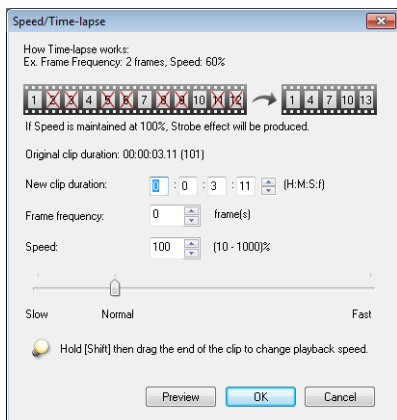 Speed/Time-lapse
How Time-lapse works:
Ex. Frame Frequency: 2 frames, Speed: 60%
1 2 3 4 5 6 7 8 9 10 11 12 1 4 7 10 13
If Speed is maintained at 100%, Strobe effect will be produced.
Original clip duration: 00:00:03.11 (101)
New clip duration: 0 : 0 : 3 : 11 (H:M:S:f)
Frame frequency: 0 frame(s)
Speed: 100 (10 - 1000)%
Slow Normal Fast
Hold [Shift] then drag the end of the clip to change playback speed.
Preview OK Cancel